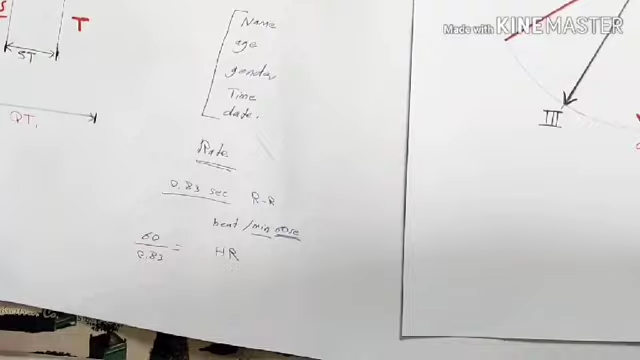 S
T
ST
QT.
Name
age
gender
Time
date.
Rate
0.83 sec R-R
beat / min
60
0.83
=
HR
III
Made with KINEMASTER